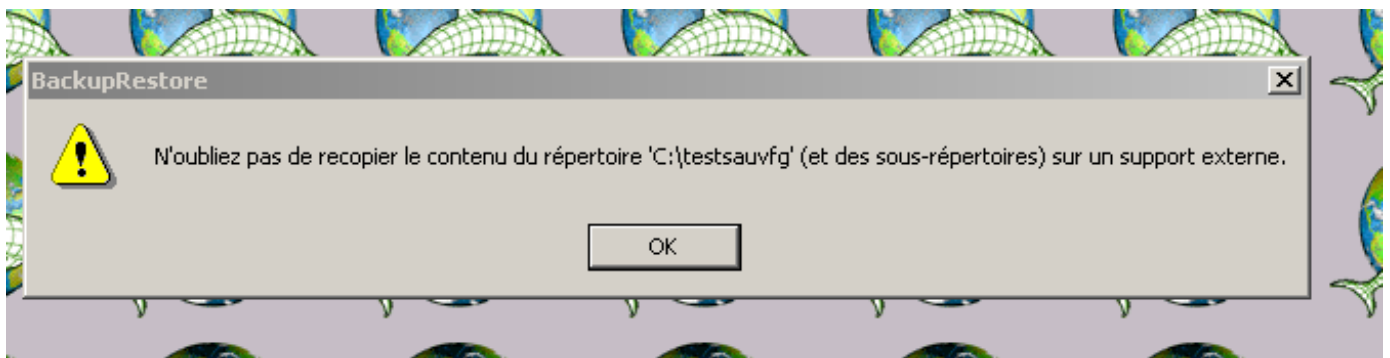 BackupRestore
N'oubliez pas de recopier le contenu du répertoire 'C:\testsauvfg' (et des sous-répertoires) sur un support externe.
OK